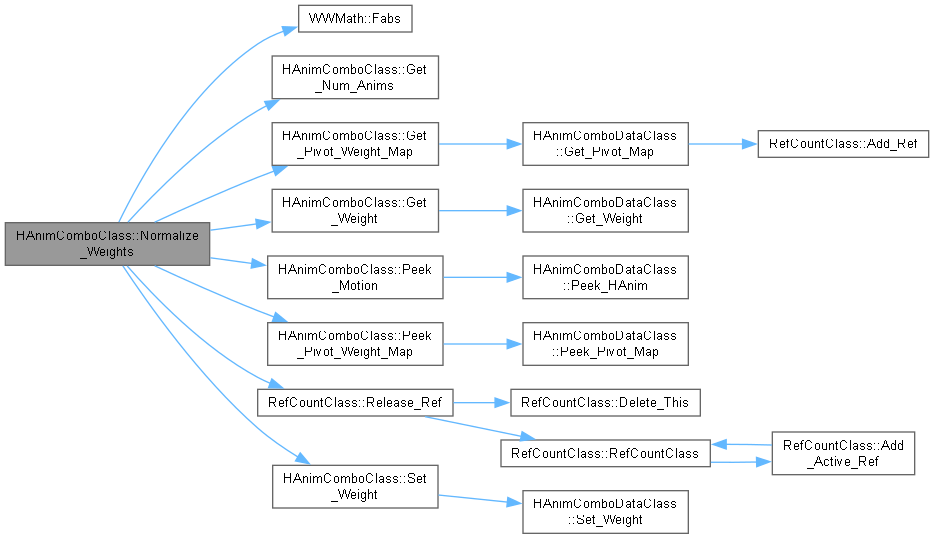 WWMath::Fabs
HAnimComboClass::Get
_Num_Anims
HAnimComboClass::Get
_Pivot_Weight_Map
HAnimComboDataClass
::Get_Pivot_Map
RefCountClass::Add_Ref
HAnimComboClass::Get
_Weight
HAnimComboDataClass
::Get_Weight
HAnimComboClass::Normalize
_Weights
HAnimComboClass::Peek
_Motion
HAnimComboDataClass
::Peek_HAnim
HAnimComboClass::Peek
_Pivot_Weight_Map
HAnimComboDataClass
::Peek_Pivot_Map
RefCountClass::Release_Ref
RefCountClass::Delete_This
RefCountClass::RefCountClass
RefCountClass::Add
_Active_Ref
HAnimComboClass::Set
_Weight
HAnimComboDataClass
::Set_Weight